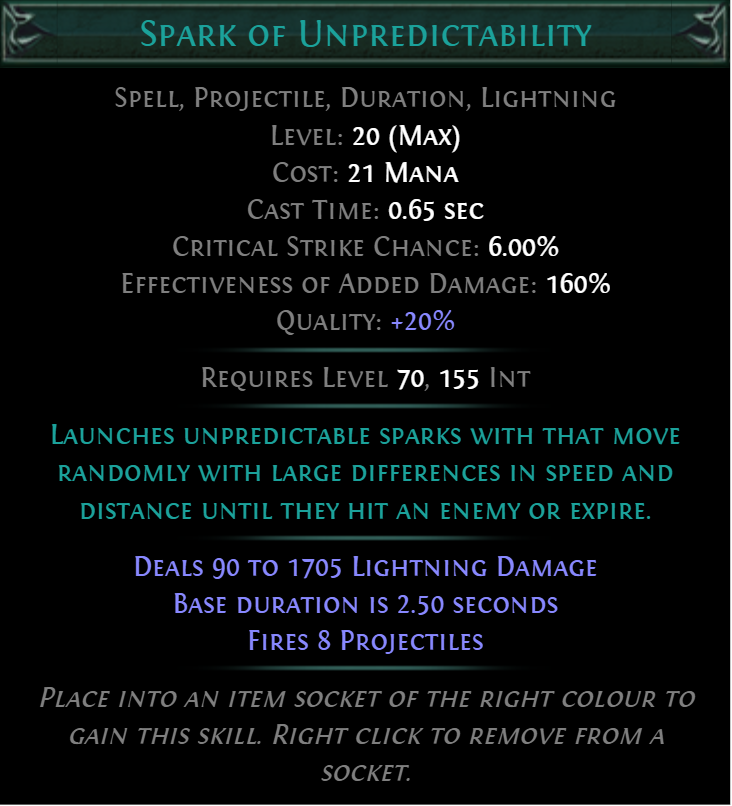 Spark of Unpredictability
Spell, Projectile, Duration, Lightning
Level: 20 (Max)
Cost: 21 Mana
Cast Time: 0.65 sec
Critical Strike Chance: 6.00%
Effectiveness of Added Damage: 160%
Quality: +20%
Requires Level 70, 155 Int
Launches unpredictable sparks with that move
randomly with large differences in speed and
distance until they hit an enemy or expire.
Deals 90 to 1705 Lightning Damage
Base duration is 2.50 seconds
Fires 8 Projectiles
Place into an item socket of the right colour to
gain this skill. Right click to remove from a
socket.